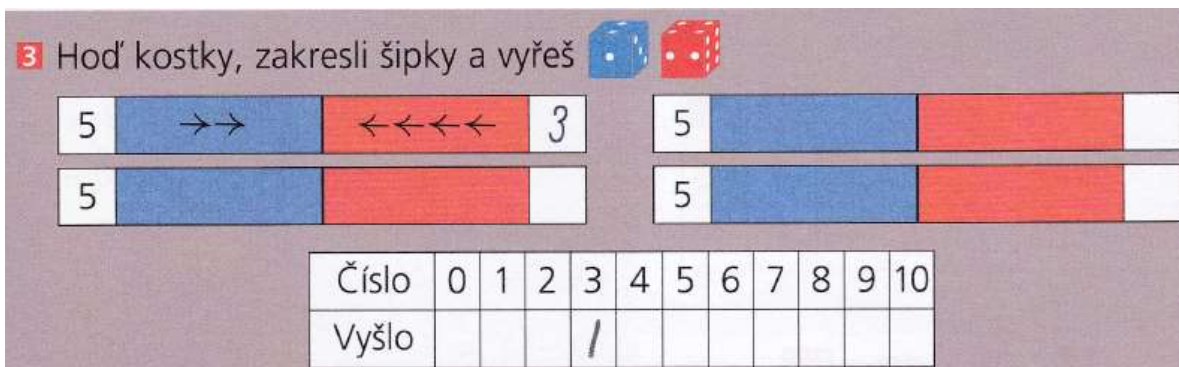 3 Hoď kostky, zakresli šipky a vyřeš
5 →→ ←←←← 3 5
5 5
Číslo 0 1 2 3 4 5 6 7 8 9 10
Vyšlo /